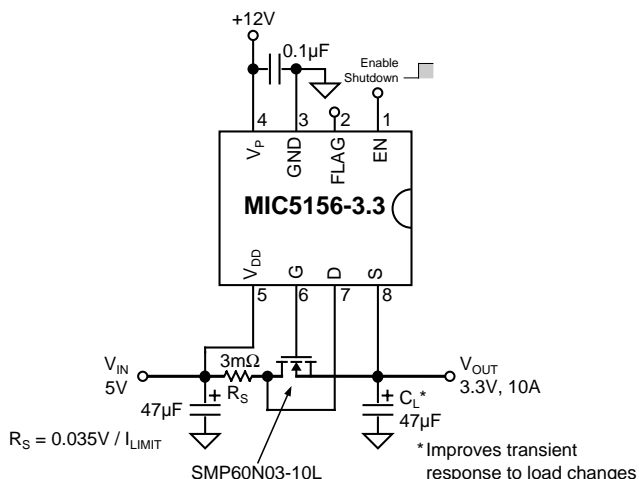 +12V
0.1µF
Enable
Shutdown
4
3
2
1
VP
GND
FLAG
EN
MIC5156-3.3
VDD
G
D
S
5
6
7
8
VIN
5V
3mΩ
RS
VOUT
3.3V, 10A
47µF
CL*
47µF
RS = 0.035V / ILIMIT
SMP60N03-10L
*Improves transient
response to load changes